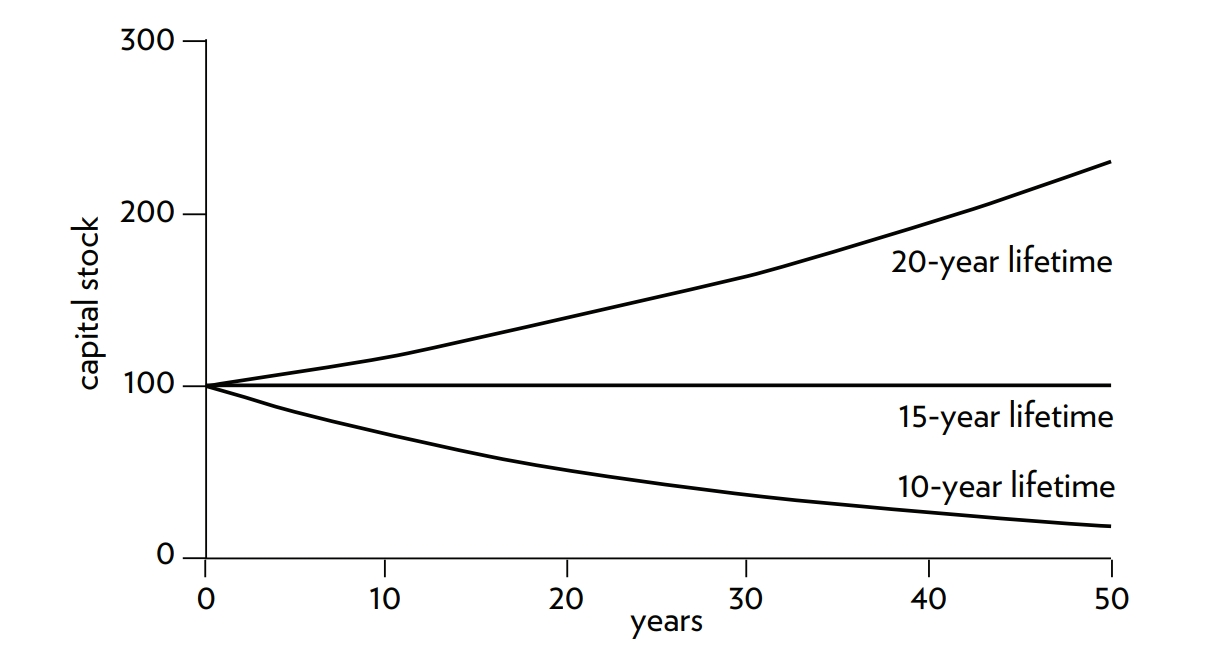 300
200
100
0
capital stock
20-year lifetime
15-year lifetime
10-year lifetime
0 10 20 30 40 50
years